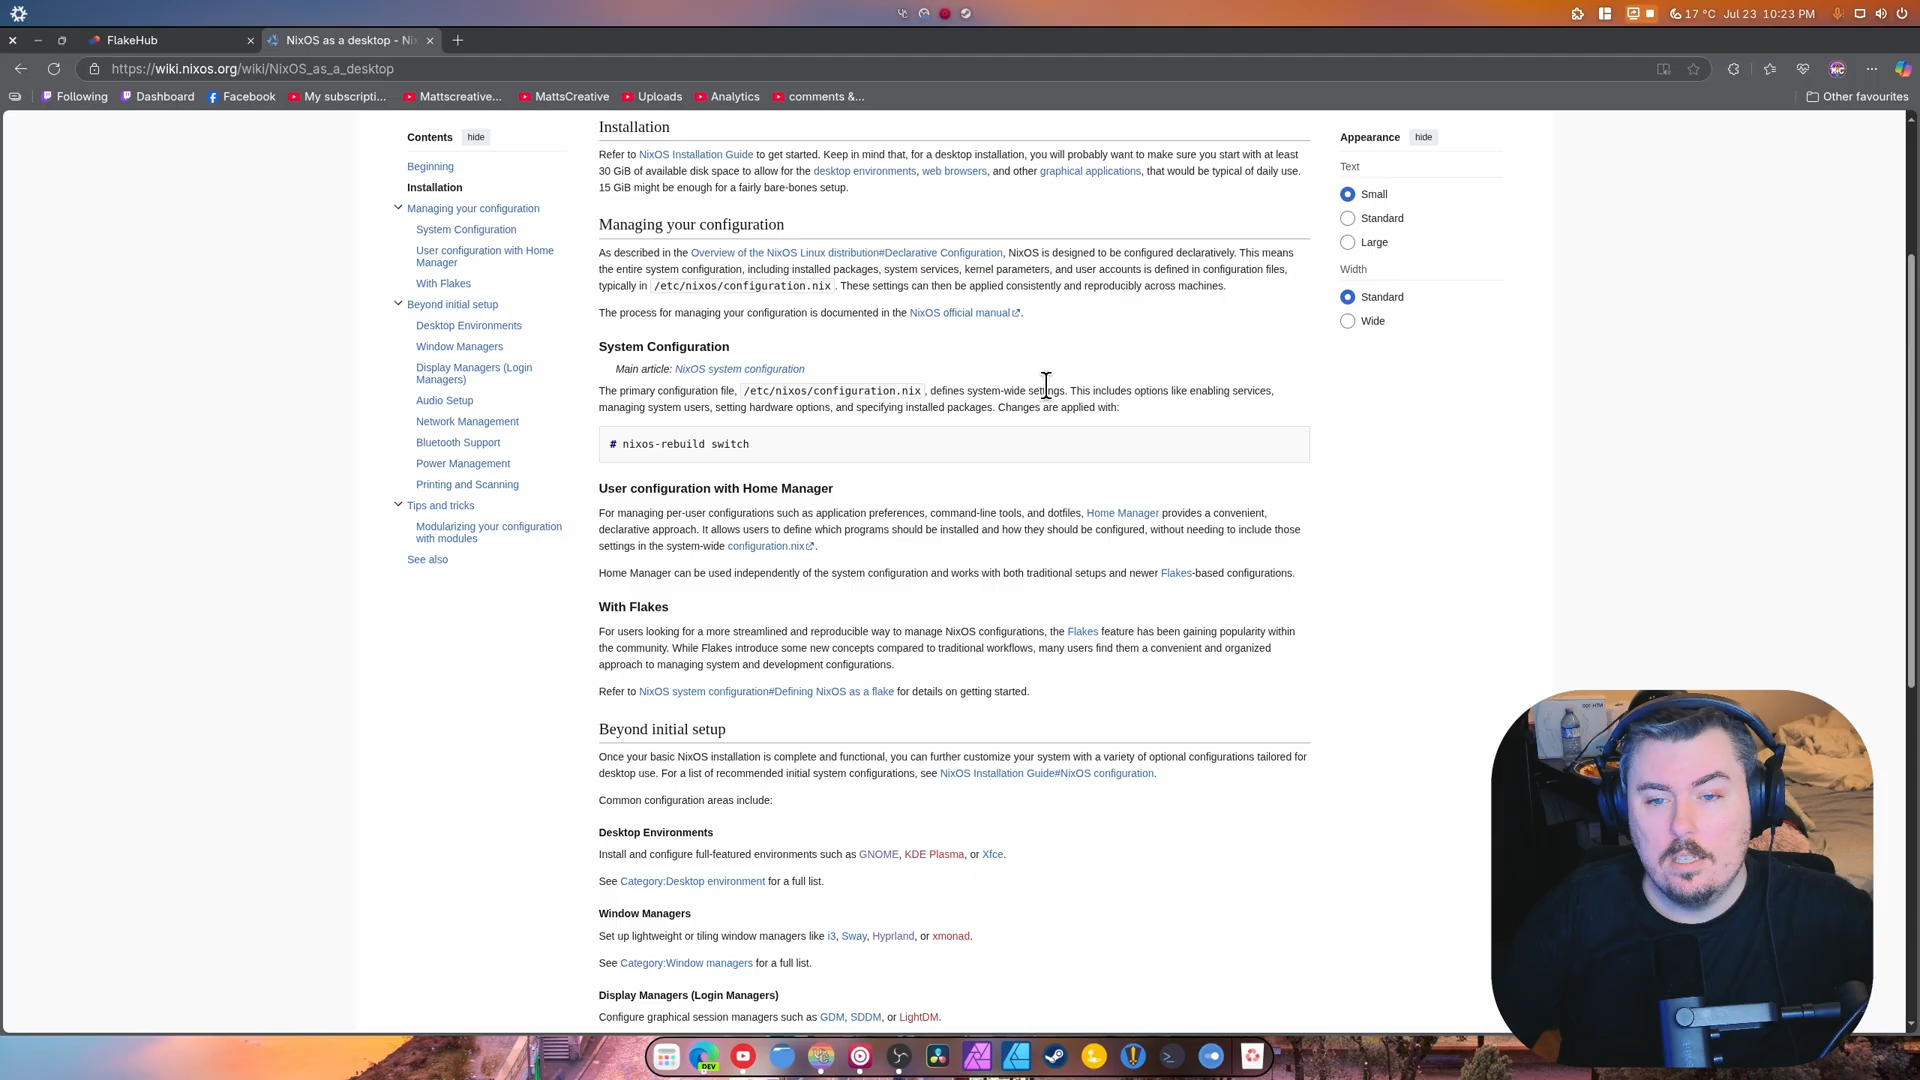 17 °C Jul 23 10:23 PM
FlakeHub
NixOS as a desktop - Ni
https://wiki.nixos.org/wiki/NixOS_as_a_desktop
Following
Dashboard
Facebook
My subscripti...
Mattscreative...
MattsCreative
Uploads
Analytics
comments &...
Other favourites
Contents hide
Beginning
Installation
Managing your configuration
System Configuration
User configuration with Home
Manager
With Flakes
Beyond initial setup
Desktop Environments
Window Managers
Display Managers (Login
Managers)
Audio Setup
Network Management
Bluetooth Support
Power Management
Printing and Scanning
Tips and tricks
Modularizing your configuration
with modules
See also
Installation
Refer to NixOS Installation Guide to get started. Keep in mind that, for a desktop installation, you will probably want to make sure you start with at least
30 GiB of available disk space to allow for the desktop environments, web browsers, and other graphical applications, that would be typical of daily use.
15 GiB might be enough for a fairly bare-bones setup.
Managing your configuration
As described in the Overview of the NixOS Linux distribution#Declarative Configuration, NixOS is designed to be configured declaratively. This means
the entire system configuration, including installed packages, system services, kernel parameters, and user accounts is defined in configuration files,
typically in /etc/nixos/configuration.nix. These settings can then be applied consistently and reproducibly across machines.
The process for managing your configuration is documented in the NixOS official manual.
System Configuration
Main article: NixOS system configuration
The primary configuration file, /etc/nixos/configuration.nix, defines system-wide settings. This includes options like enabling services,
managing system users, setting hardware options, and specifying installed packages. Changes are applied with:
# nixos-rebuild switch
User configuration with Home Manager
For managing per-user configurations such as application preferences, command-line tools, and dotfiles, Home Manager provides a convenient,
declarative approach. It allows users to define which programs should be installed and how they should be configured, without needing to include those
settings in the system-wide configuration.nix.
Home Manager can be used independently of the system configuration and works with both traditional setups and newer Flakes-based configurations.
With Flakes
For users looking for a more streamlined and reproducible way to manage NixOS configurations, the Flakes feature has been gaining popularity within
the community. While Flakes introduce some new concepts compared to traditional workflows, many users find them a convenient and organized
approach to managing system and development configurations.
Refer to NixOS system configuration#Defining NixOS as a flake for details on getting started.
Beyond initial setup
Once your basic NixOS installation is complete and functional, you can further customize your system with a variety of optional configurations tailored for
desktop use. For a list of recommended initial system configurations, see NixOS Installation Guide#NixOS configuration.
Common configuration areas include:
Desktop Environments
Install and configure full-featured environments such as GNOME, KDE Plasma, or Xfce.
See Category:Desktop environment for a full list.
Window Managers
Set up lightweight or tiling window managers like i3, Sway, Hyprland, or xmonad.
See Category:Window managers for a full list.
Display Managers (Login Managers)
Configure graphical session managers such as GDM, SDDM, or LightDM.
Appearance hide
Text
Small
Standard
Large
Width
Standard
Wide
DEV